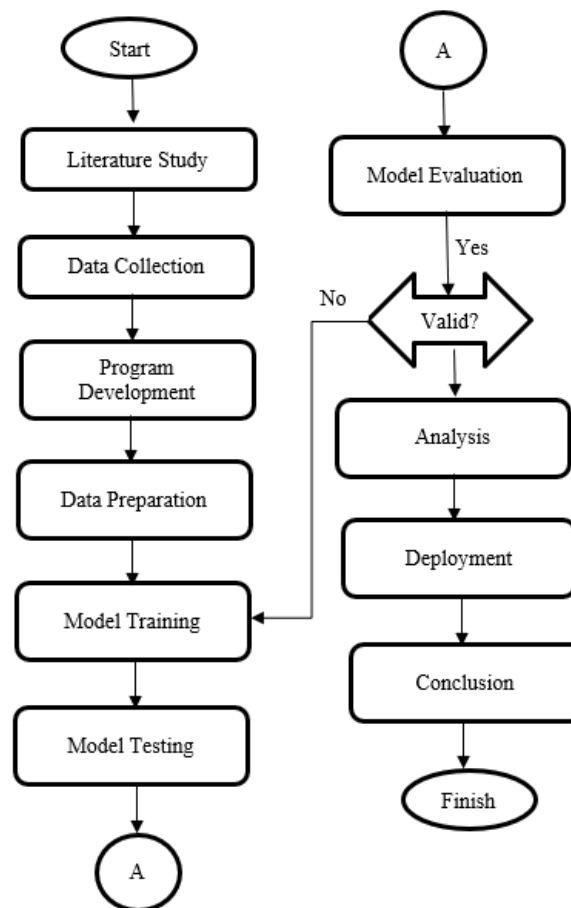 Start
Literature Study
Data Collection
Program
Development
Data Preparation
Model Training
Model Testing
A
A
Model Evaluation
Yes
No
Valid?
Analysis
Deployment
Conclusion
Finish